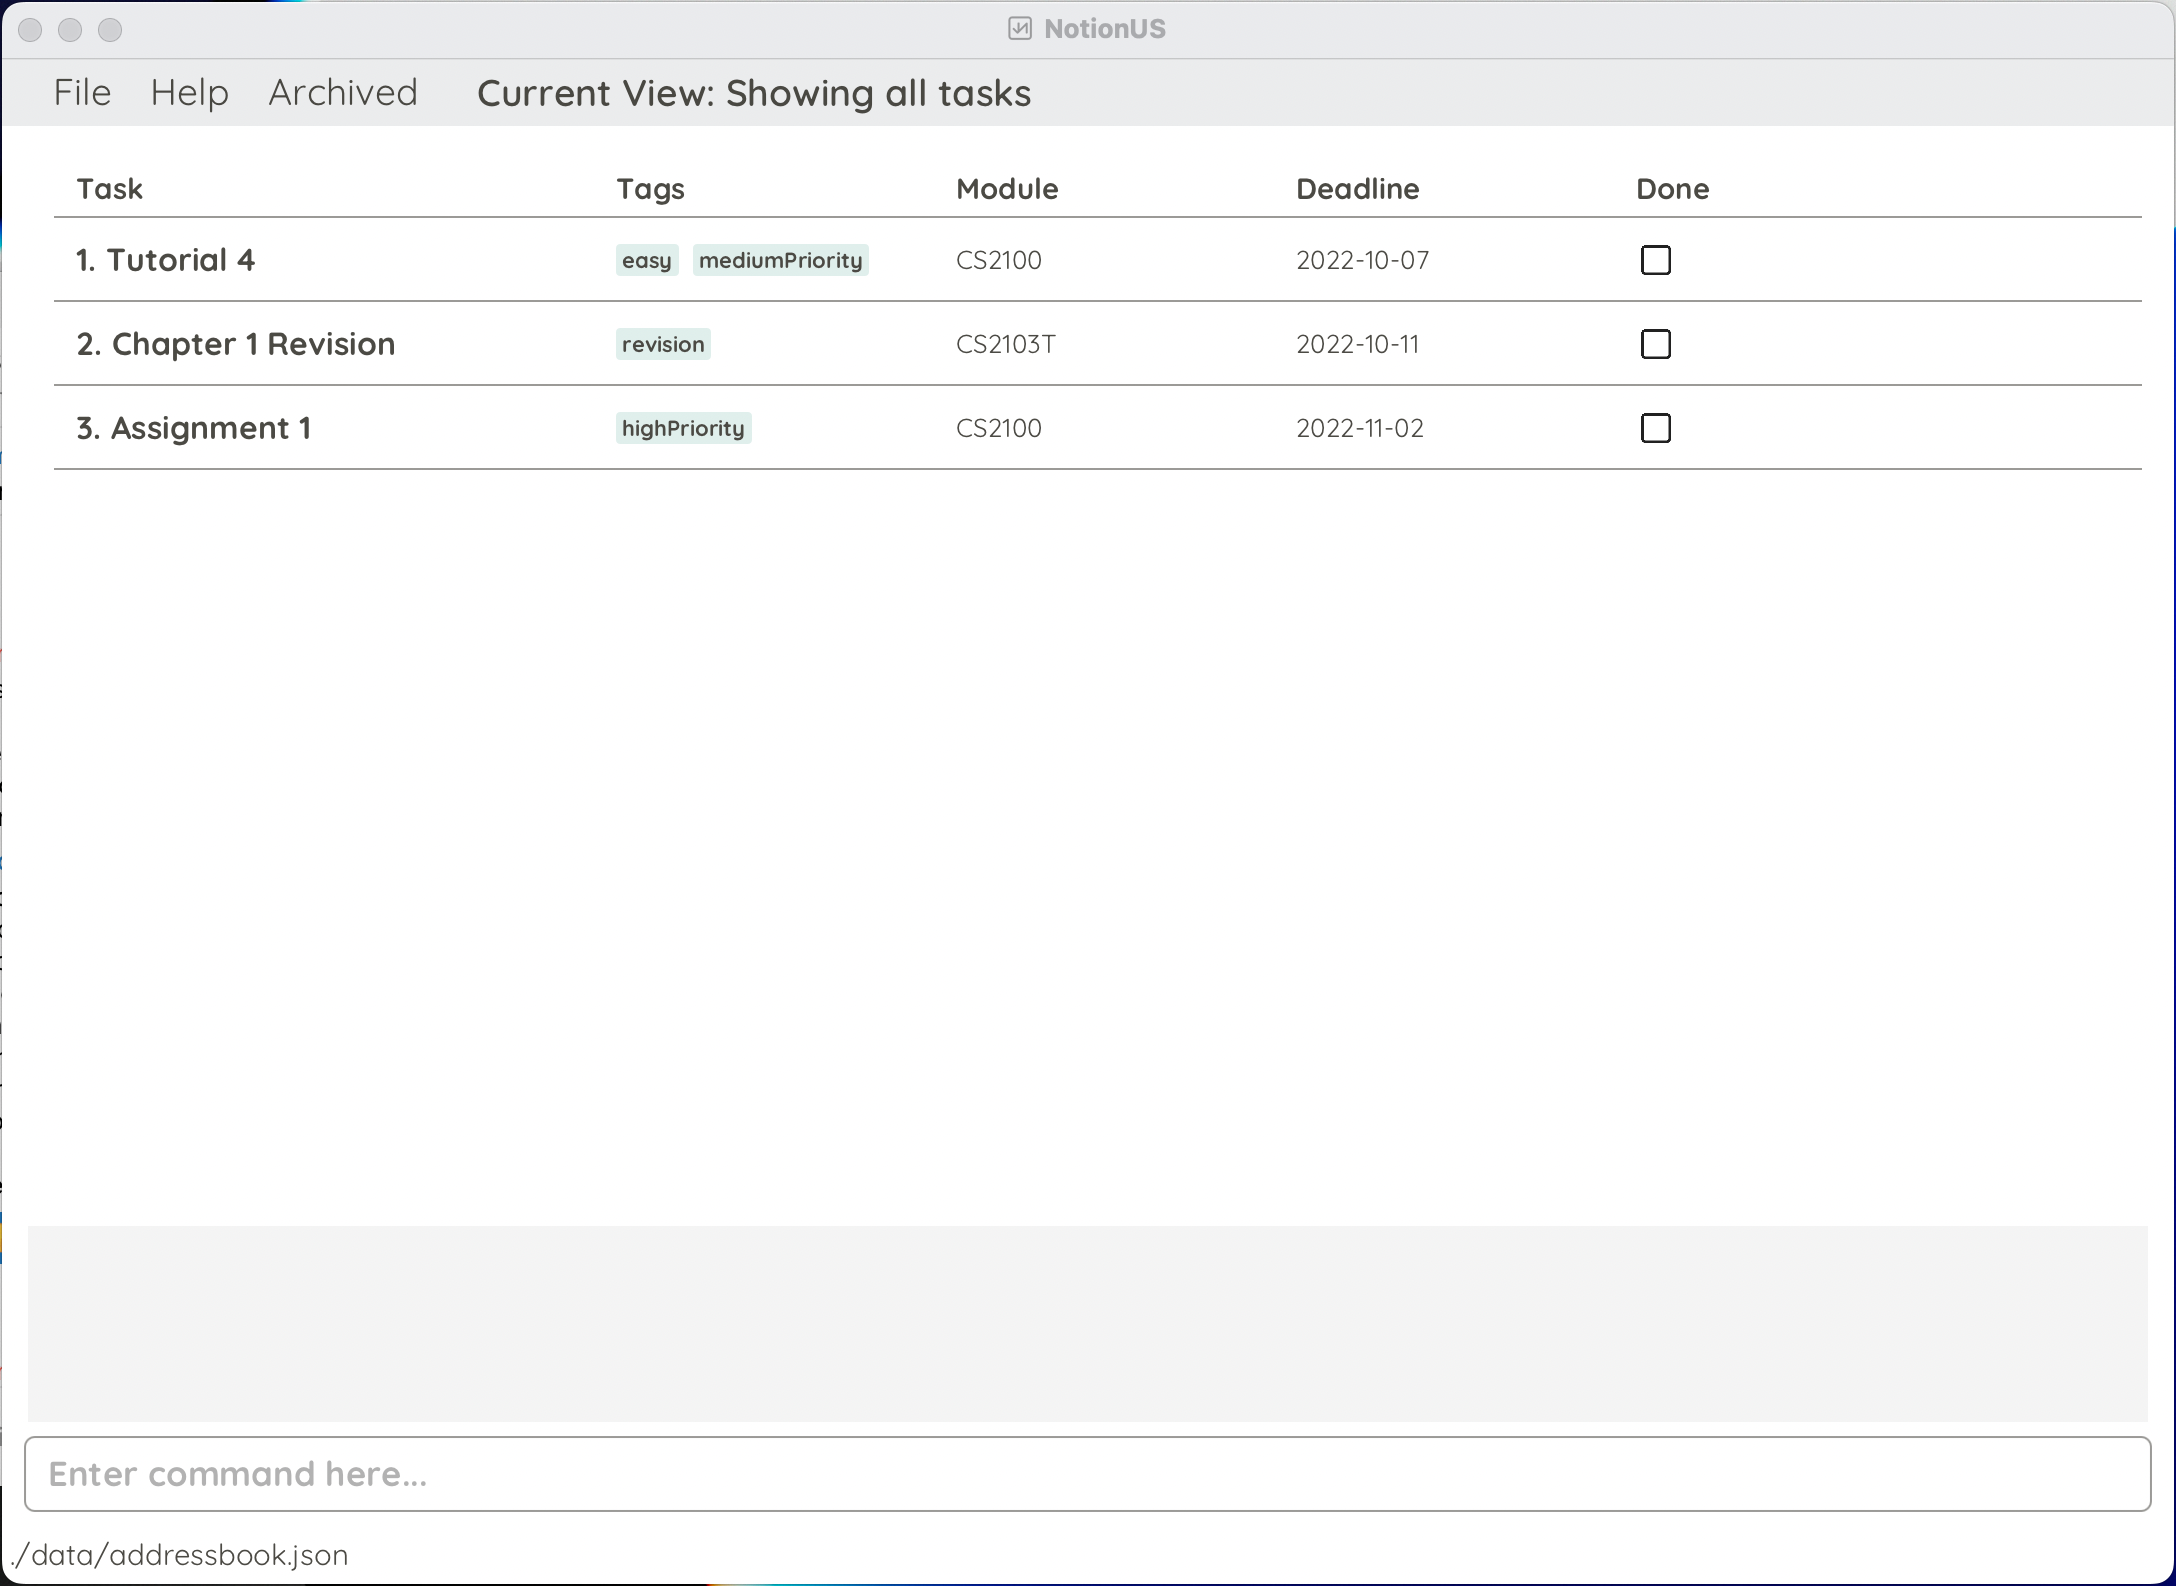 NotionUS
File Help Archived Current View: Showing all tasks
Task Tags Module Deadline Done
1. Tutorial 4 easy mediumPriority CS2100 2022-10-07
2. Chapter 1 Revision revision CS2103T 2022-10-11
3. Assignment 1 highPriority CS2100 2022-11-02
Enter command here...
./data/addressbook.json